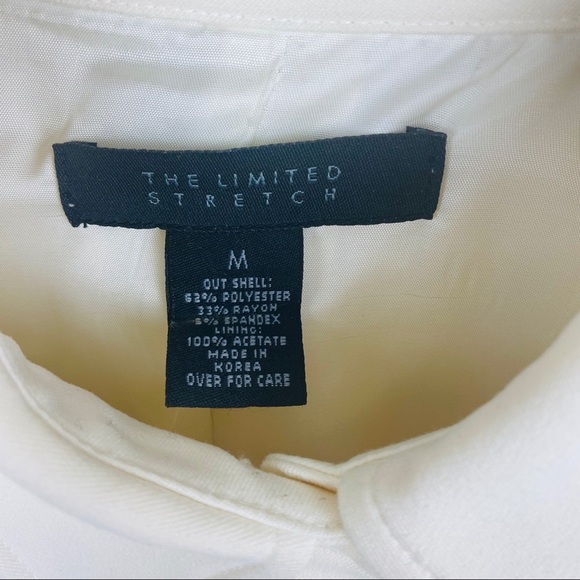 THE LIMITED
STRETCH
M
OUT SHELL:
62% POLYESTER
33% RAYON
5% SPANDEX
LINING:
100% ACETATE
MADE IN
KOREA
OVER FOR CARE